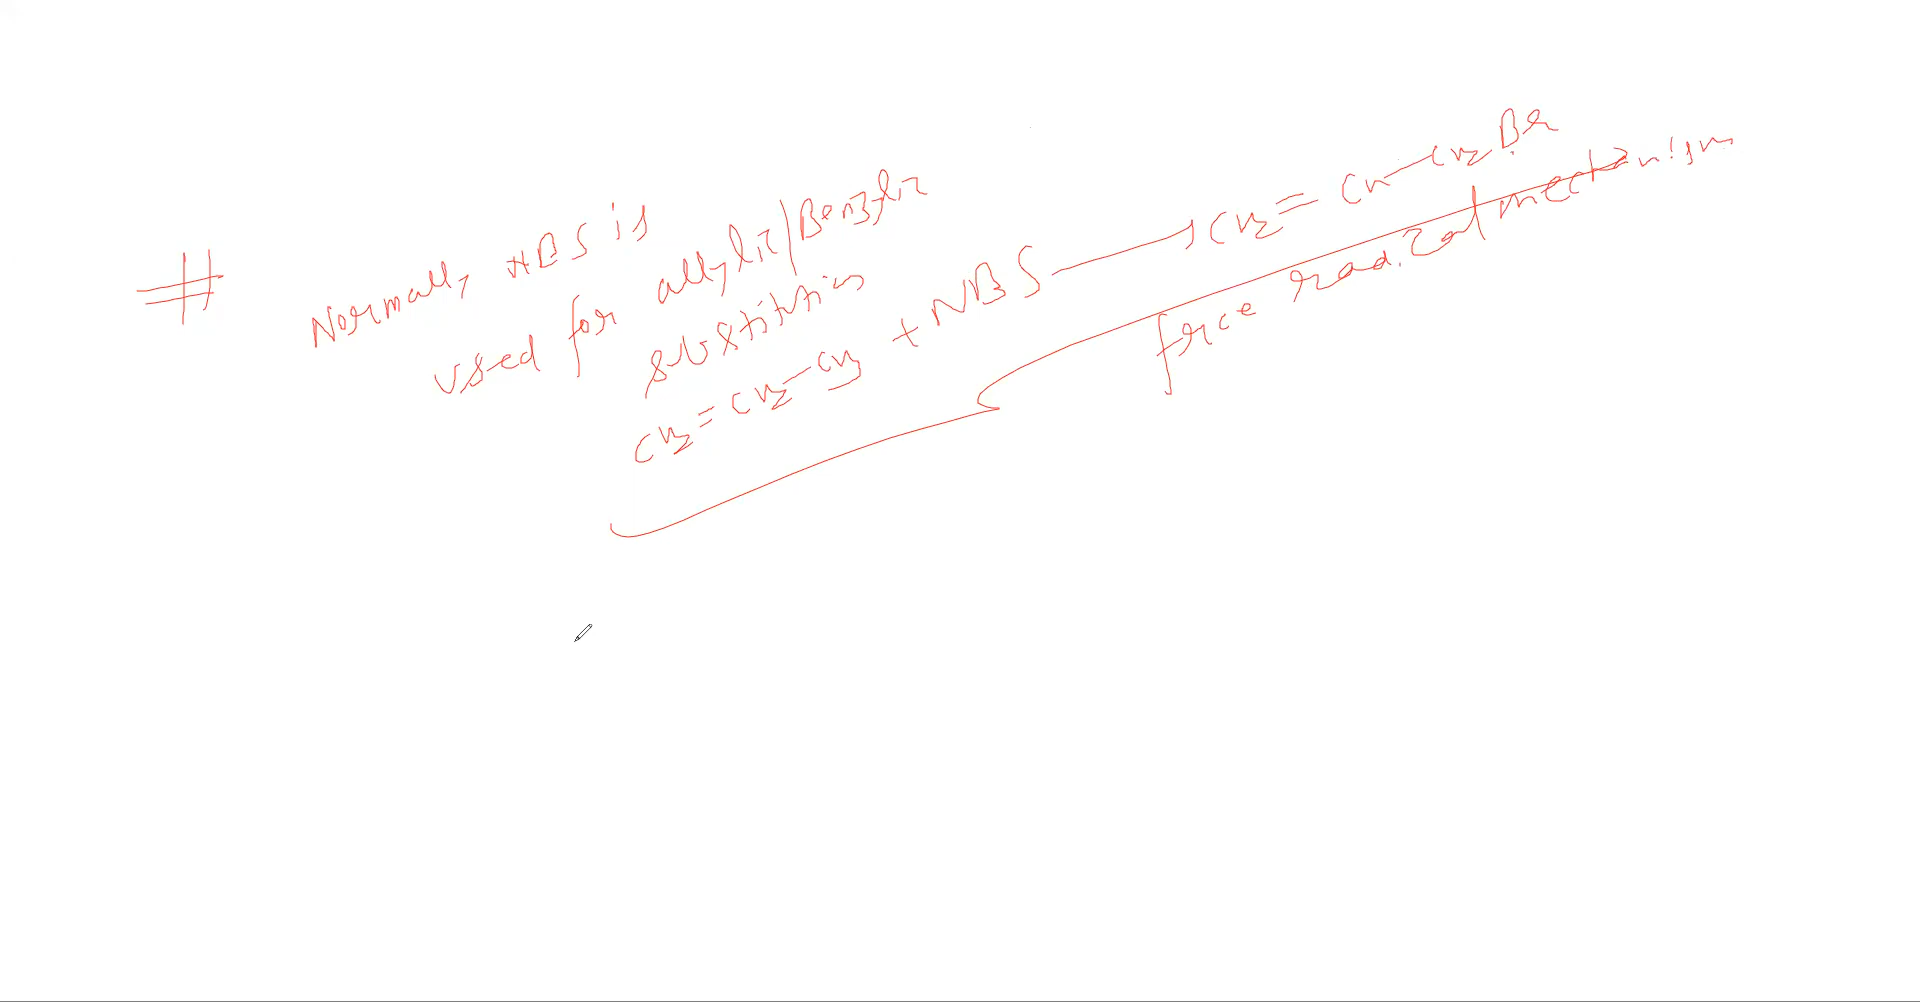 #
Normally NBS is
used for allylic/Benzylic
substitution
CH2=CH2-CH3 + NBS → CH2=CH-CH2Br
free radical mechanism